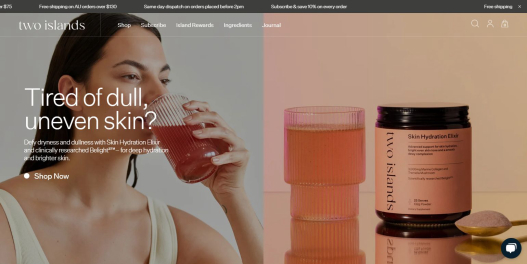 r $75
Free shipping on AU orders over $130
Same day dispatch on orders placed before 2pm
Subscribe & save 10% on every order
Free shipping
two islands
Shop
Subscribe
Island Rewards
Ingredients
Journal
Tired of dull,
uneven skin?
Defy dryness and dullness with Skin Hydration Elixir
and clinically researched Belight³™ – for deep hydration
and brighter skin.
Shop Now
two islands
Skin Hydration Elixir